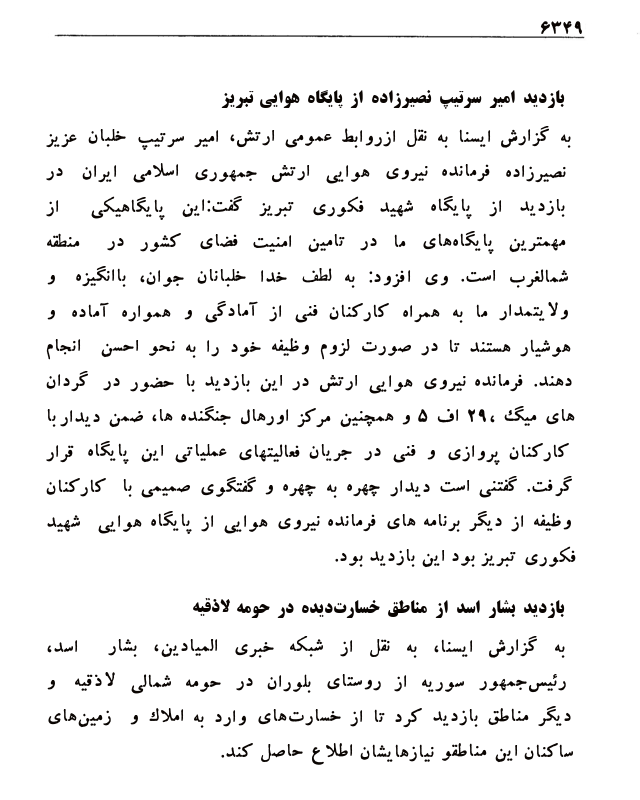 ۶۳۴۹
بازدید امیر سرتیپ نصیرزاده از پایگاه هوایی تبریز
به گزارش ایسنا به نقل ازروابط عمومی ارتش، امیر سرتیپ خلبان عزیز
نصیرزاده فرمانده نیروی هوایی ارتش جمهوری اسلامی ایران در
بازدید از پایگاه شهید فکوری تبریز گفت:این پایگاهیکی از
مهمترین پایگاه‌های ما در تامین امنیت فضای کشور در منطقه
شمالغرب است. وی افزود: به لطف خدا خلبانان جوان، باانگیزه و
ولایتمدار ما به همراه کارکنان فنی از آمادگی و همواره آماده و
هوشیار هستند تا در صورت لزوم وظیفه خود را به نحو احسن انجام
دهند. فرمانده نیروی هوایی ارتش در این بازدید با حضور در گردان
های میگ ،۲۹ اف ۵ و همچنین مرکز اورهال جنگنده ها، ضمن دیدار با
کارکنان پروازی و فنی در جریان فعالیتهای عملیاتی این پایگاه قرار
گرفت. گفتنی است دیدار چهره به چهره و گفتگوی صمیمی با کارکنان
وظیفه از دیگر برنامه های فرمانده نیروی هوایی از پایگاه هوایی شهید
فکوری تبریز بود این بازدید بود.
بازدید بشار اسد از مناطق خسارت‌دیده در حومه لاذقیه
به گزارش ایسنا، به نقل از شبکه خبری المیادین، بشار اسد،
رئیس‌جمهور سوریه از روستای بلوران در حومه شمالی لاذقیه و
دیگر مناطق بازدید کرد تا از خسارت‌های وارد به املاک و زمین‌های
ساکنان این مناطقو نیازهایشان اطلاع حاصل کند.